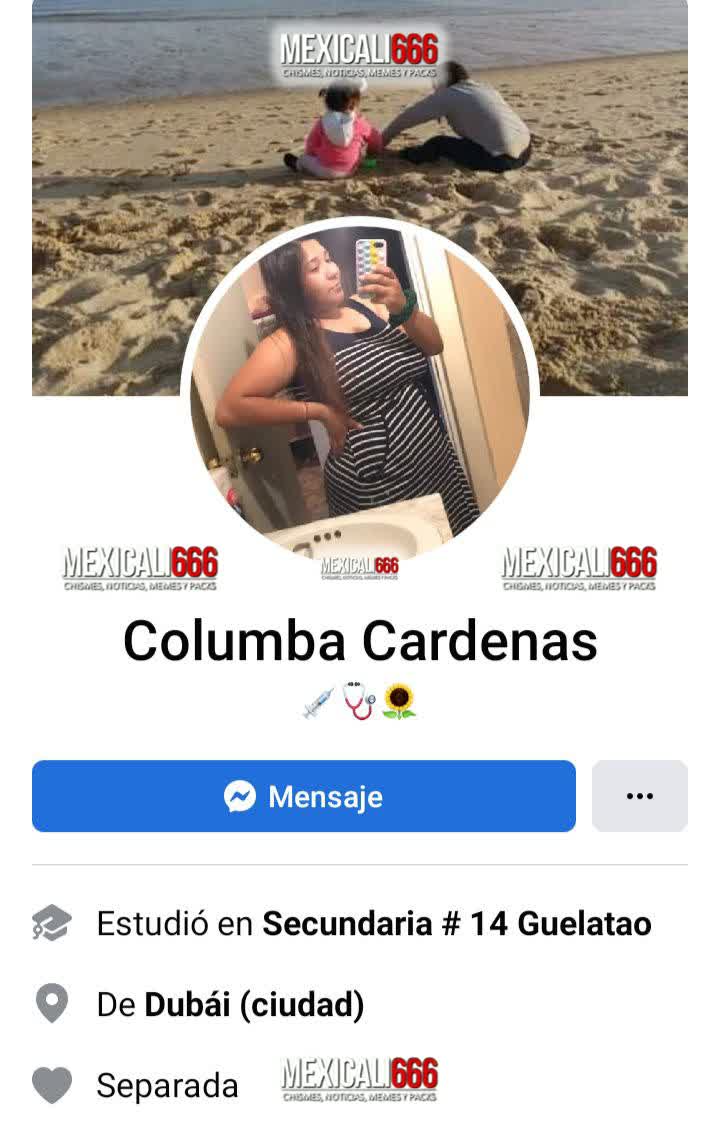 MEXICALI666
CHISMES, NOTICIAS, MEMES Y PACKS
MEXICALI666
CHISMES, NOTICIAS, MEMES Y PACKS
MEXICALI666
CHISMES, NOTICIAS, MEMES Y PACKS
MEXICALI666
CHISMES, NOTICIAS, MEMES Y PACKS
Columba Cardenas
💉🩺🌻
Mensaje
Estudió en Secundaria # 14 Guelatao
De Dubái (ciudad)
Separada
MEXICALI666
CHISMES, NOTICIAS, MEMES Y PACKS